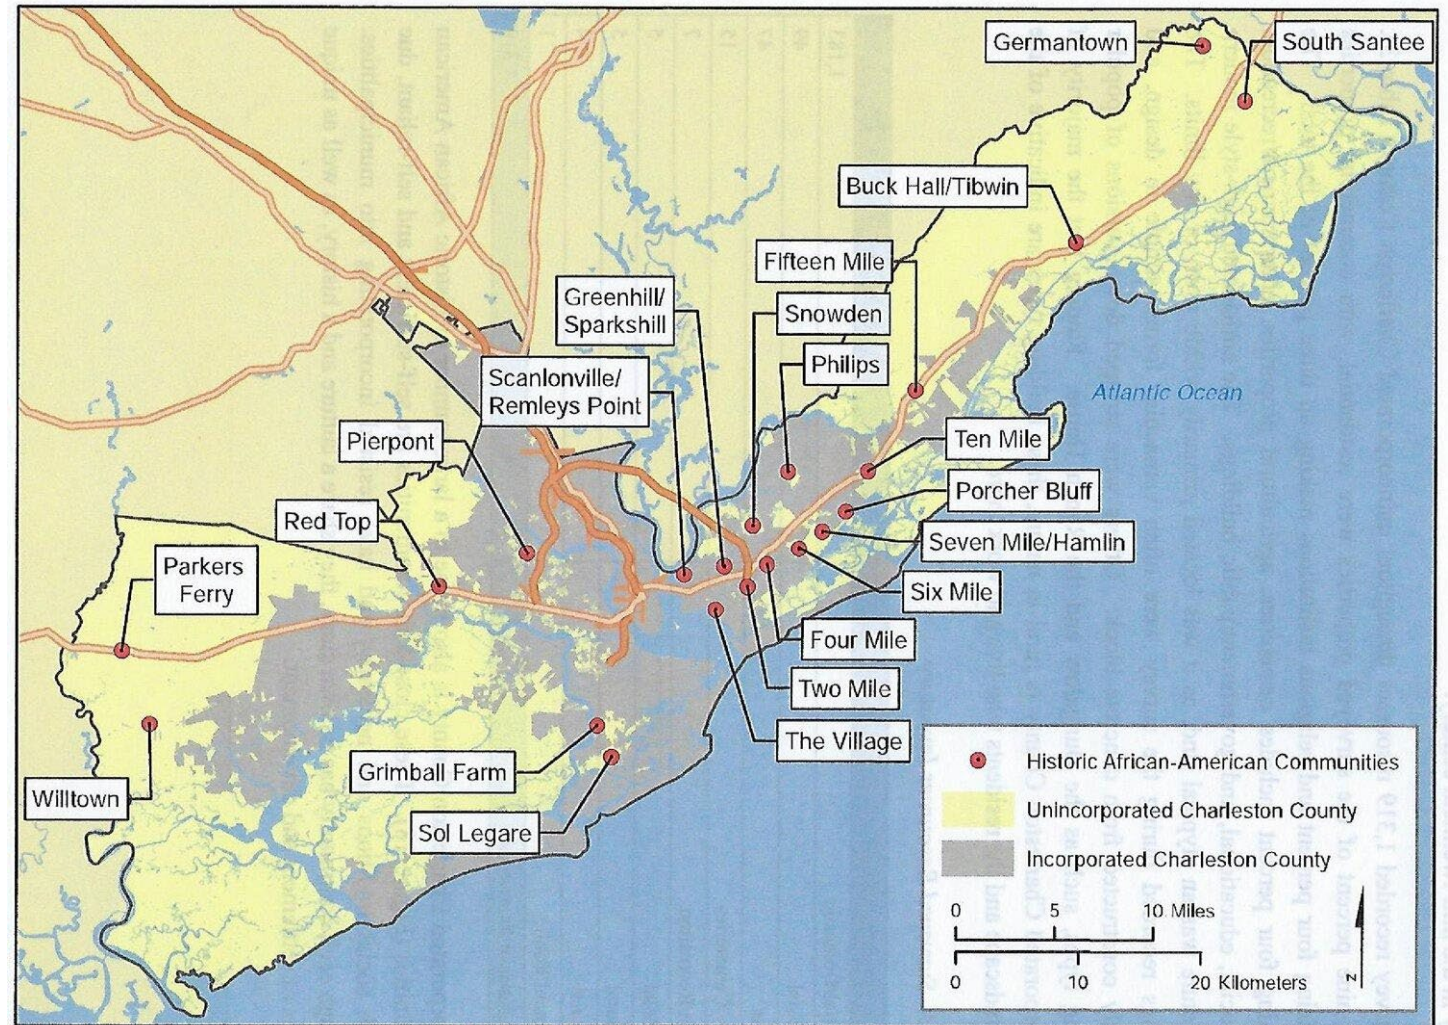 Germantown
South Santee
Buck Hall/Tibwin
Fifteen Mile
Greenhill/
Sparkshill
Snowden
Philips
Scanlonville/
Remleys Point
Atlantic Ocean
Pierpont
Ten Mile
Porcher Bluff
Red Top
Seven Mile/Hamlin
Parkers
Ferry
Six Mile
Four Mile
Two Mile
The Village
Grimball Farm
Willtown
Sol Legare
Historic African-American Communities
Unincorporated Charleston County
Incorporated Charleston County
0 5 10 Miles
0 10 20 Kilometers
N